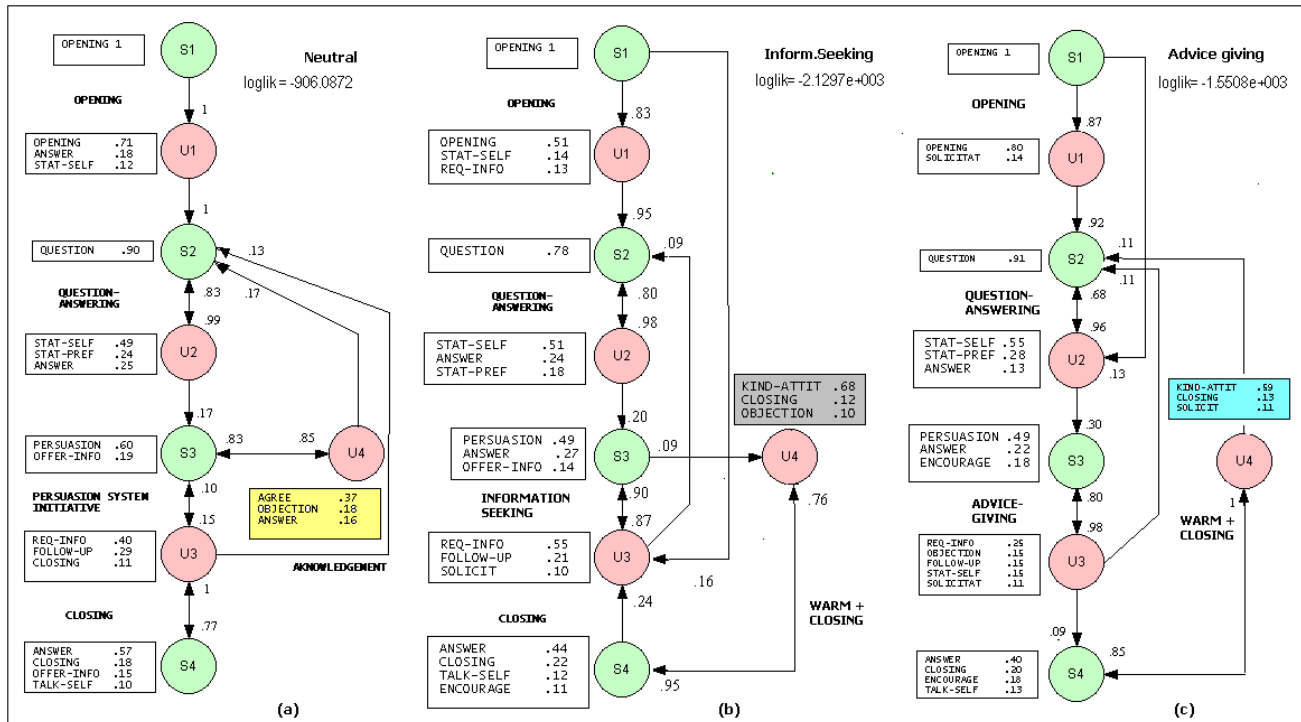 OPENING 1
S1
Neutral
loglik= -906.0872
OPENING
1
OPENING .71
ANSWER .18
STAT-SELF .12
U1
1
QUESTION .90
S2
.13
.17
QUESTION-
ANSWERING
.83
.99
STAT-SELF .49
STAT-PREF .24
ANSWER .25
U2
.17
PERSUASION .60
OFFER-INFO .19
S3
.83
.85
U4
AGREE .37
OBJECTION .18
ANSWER .16
PERSUASION SYSTEM
INITIATIVE
.10
.15
REQ-INFO .40
FOLLOW-UP .29
CLOSING .11
U3
AKNOWLEDGEMENT
1
CLOSING
.77
ANSWER .57
CLOSING .18
OFFER-INFO .15
TALK-SELF .10
S4
(a)
OPENING 1
S1
Inform.Seeking
loglik= -2.1297e+003
OPENING
.83
OPENING .51
STAT-SELF .14
REQ-INFO .13
U1
.95
QUESTION .78
S2
.09
QUESTION-
ANSWERING
.80
.98
STAT-SELF .51
ANSWER .24
STAT-PREF .18
U2
.20
KIND-ATTIT .68
CLOSING .12
OBJECTION .10
PERSUASION .49
ANSWER .27
OFFER-INFO .14
S3
.09
U4
INFORMATION
SEEKING
.90
.87
.76
REQ-INFO .55
FOLLOW-UP .21
SOLICIT .10
U3
.16
.24
CLOSING
WARM +
CLOSING
ANSWER .44
CLOSING .22
TALK-SELF .12
ENCOURAGE .11
S4
.95
(b)
OPENING 1
S1
Advice giving
loglik= -1.5508e+003
OPENING
.87
OPENING .80
SOLICITAT .14
U1
.92
QUESTION .91
S2
.11
.11
QUESTION-
ANSWERING
.68
.96
STAT-SELF .55
STAT-PREF .28
ANSWER .13
U2
.13
KIND-ATTIT .59
CLOSING .13
SOLICIT .11
.30
PERSUASION .49
ANSWER .22
ENCOURAGE .18
S3
U4
.80
1
ADVICE-
GIVING
.98
WARM +
CLOSING
REQ-INFO .25
OBJECTION .15
FOLLOW-UP .15
STAT-SELF .15
SOLICITAT .11
U3
.09
.85
ANSWER .40
CLOSING .20
ENCOURAGE .18
TALK-SELF .13
S4
(c)